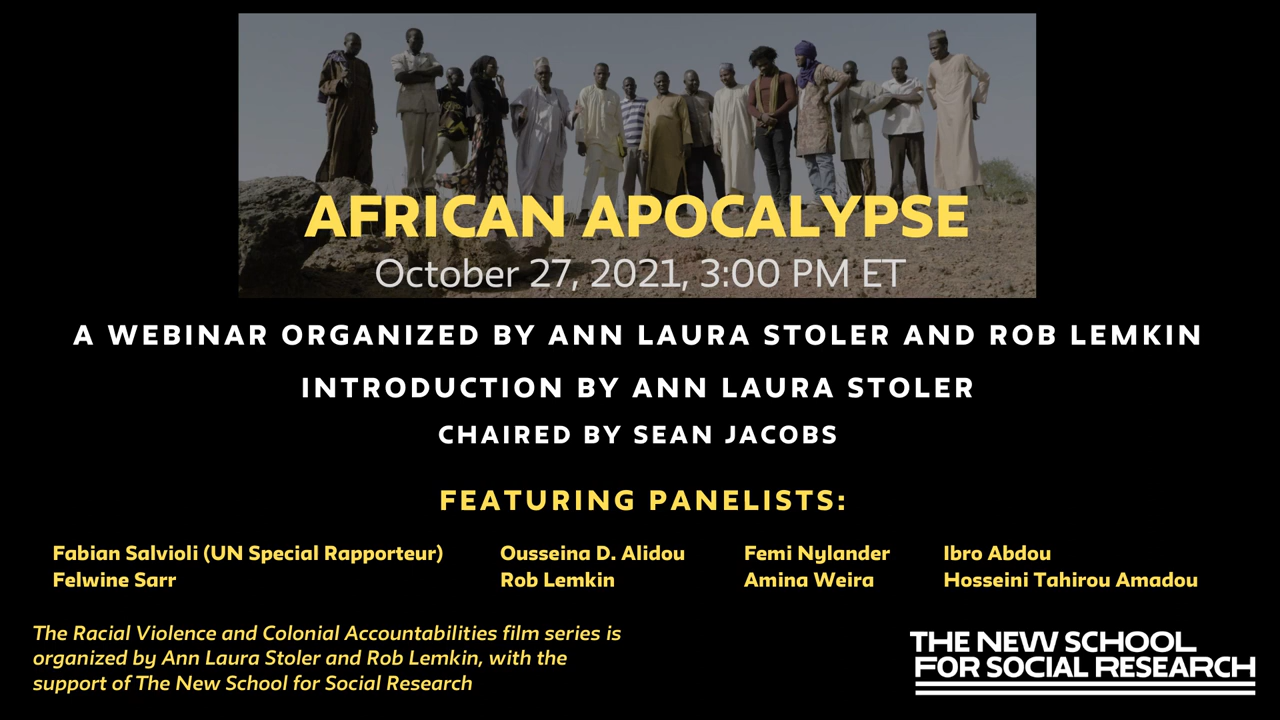 AFRICAN APOCALYPSE
October 27, 2021, 3:00 PM ET
A WEBINAR ORGANIZED BY ANN LAURA STOLER AND ROB LEMKIN
INTRODUCTION BY ANN LAURA STOLER
CHAIRED BY SEAN JACOBS
FEATURING PANELISTS:
Fabian Salvioli (UN Special Rapporteur)
Felwine Sarr
Ousseina D. Alidou
Rob Lemkin
Femi Nylander
Amina Weira
Ibro Abdou
Hosseini Tahirou Amadou
The Racial Violence and Colonial Accountabilities film series is
organized by Ann Laura Stoler and Rob Lemkin, with the
support of The New School for Social Research
THE NEW SCHOOL
FOR SOCIAL RESEARCH